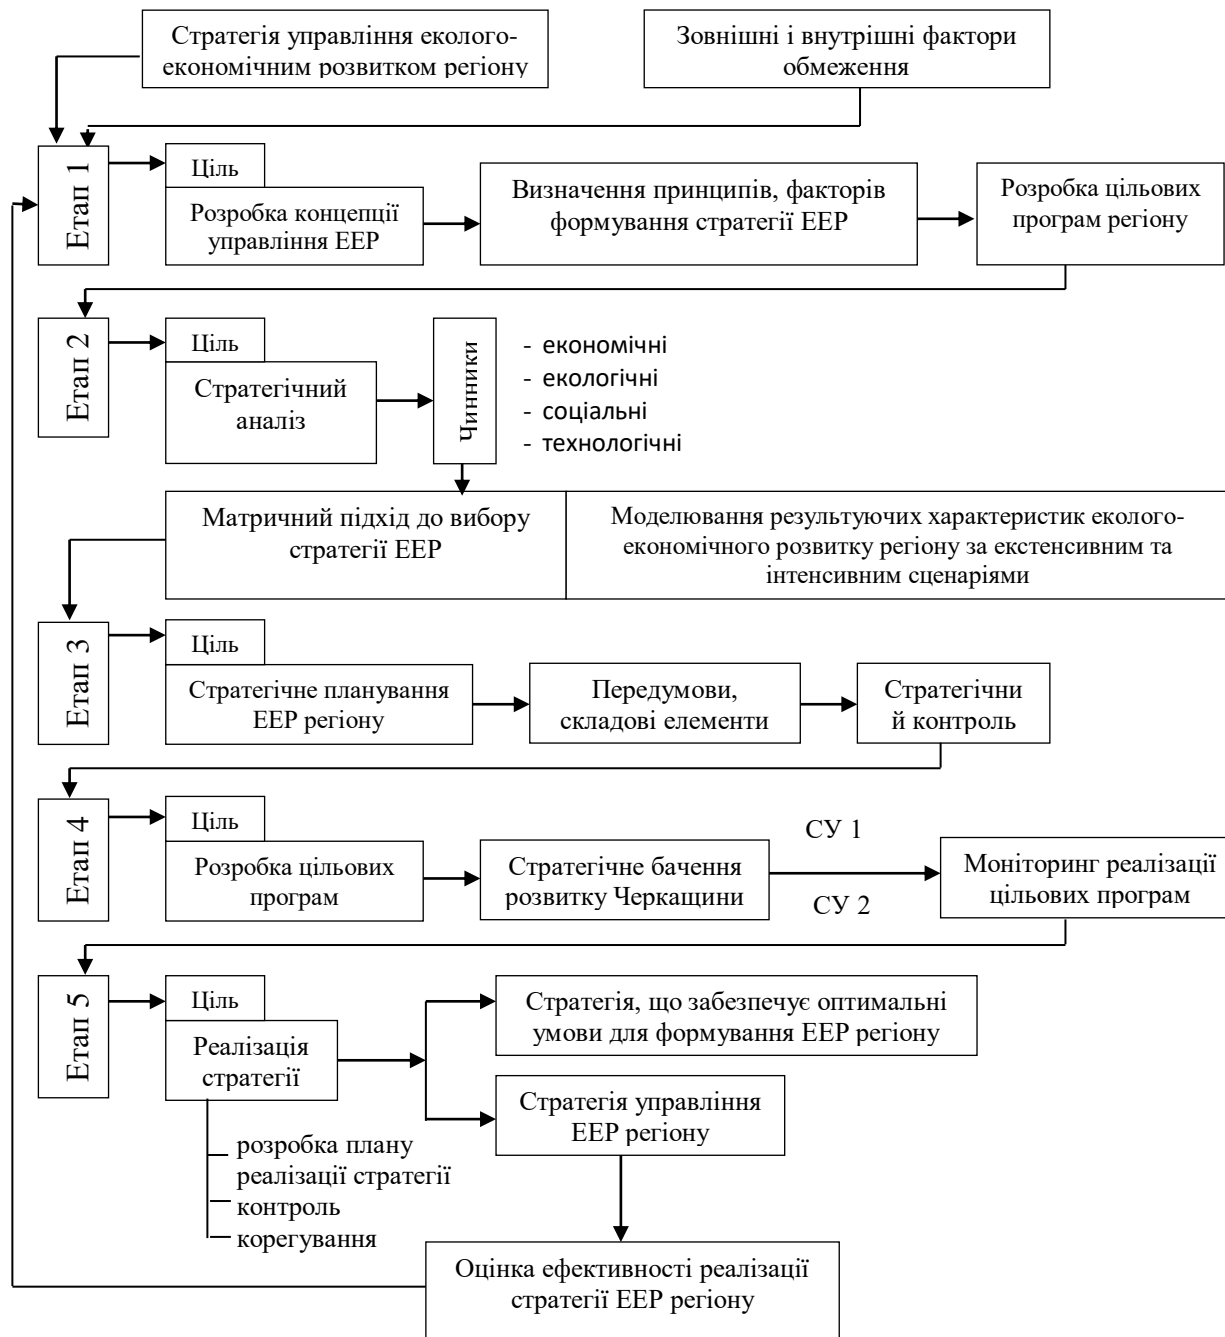 Стратегія управління еколого-
економічним розвитком регіону
Зовнішні і внутрішні фактори
обмеження
Етап 1
Ціль
Розробка концепції
управління ЕЕР
Визначення принципів, факторів
формування стратегії ЕЕР
Розробка цільових
програм регіону
Етап 2
Ціль
Стратегічний
аналіз
Чинники
- економічні
- екологічні
- соціальні
- технологічні
Матричний підхід до вибору
стратегії ЕЕР
Моделювання результуючих характеристик еколого-
економічного розвитку регіону за екстенсивним та
інтенсивним сценаріями
Етап 3
Ціль
Стратегічне планування
ЕЕР регіону
Передумови,
складові елементи
Стратегічни
й контроль
Етап 4
Ціль
Розробка цільових
програм
Стратегічне бачення
розвитку Черкащини
СУ 1
СУ 2
Моніторинг реалізації
цільових програм
Етап 5
Ціль
Реалізація
стратегії
розробка плану
реалізації стратегії
контроль
корегування
Стратегія, що забезпечує оптимальні
умови для формування ЕЕР регіону
Стратегія управління
ЕЕР регіону
Оцінка ефективності реалізації
стратегії ЕЕР регіону